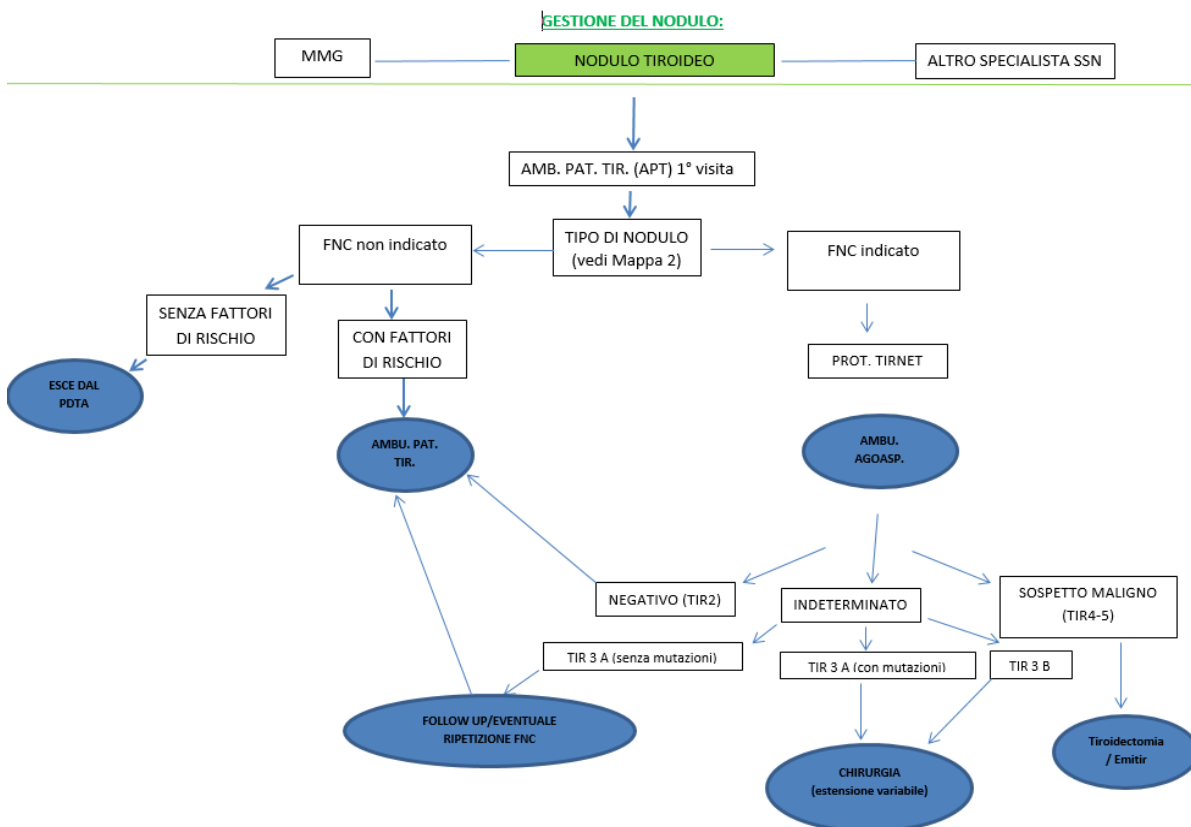 GESTIONE DEL NODULO:
MMG
NODULO TIROIDEO
ALTRO SPECIALISTA SSN
AMB. PAT. TIR. (APT) 1° visita
FNC non indicato
TIPO DI NODULO
(vedi Mappa 2)
FNC indicato
SENZA FATTORI
DI RISCHIO
CON FATTORI
DI RISCHIO
PROT. TIRNET
ESCE DAL
PDTA
AMBU. PAT.
TIR.
AMBU.
AGOASP.
NEGATIVO (TIR2)
INDETERMINATO
SOSPETTO MALIGNO
(TIR4-5)
TIR 3 A (senza mutazioni)
TIR 3 A (con mutazioni)
TIR 3 B
FOLLOW UP/EVENTUALE
RIPETIZIONE FNC
CHIRURGIA
(estensione variabile)
Tiroidectomia
/ Emitir